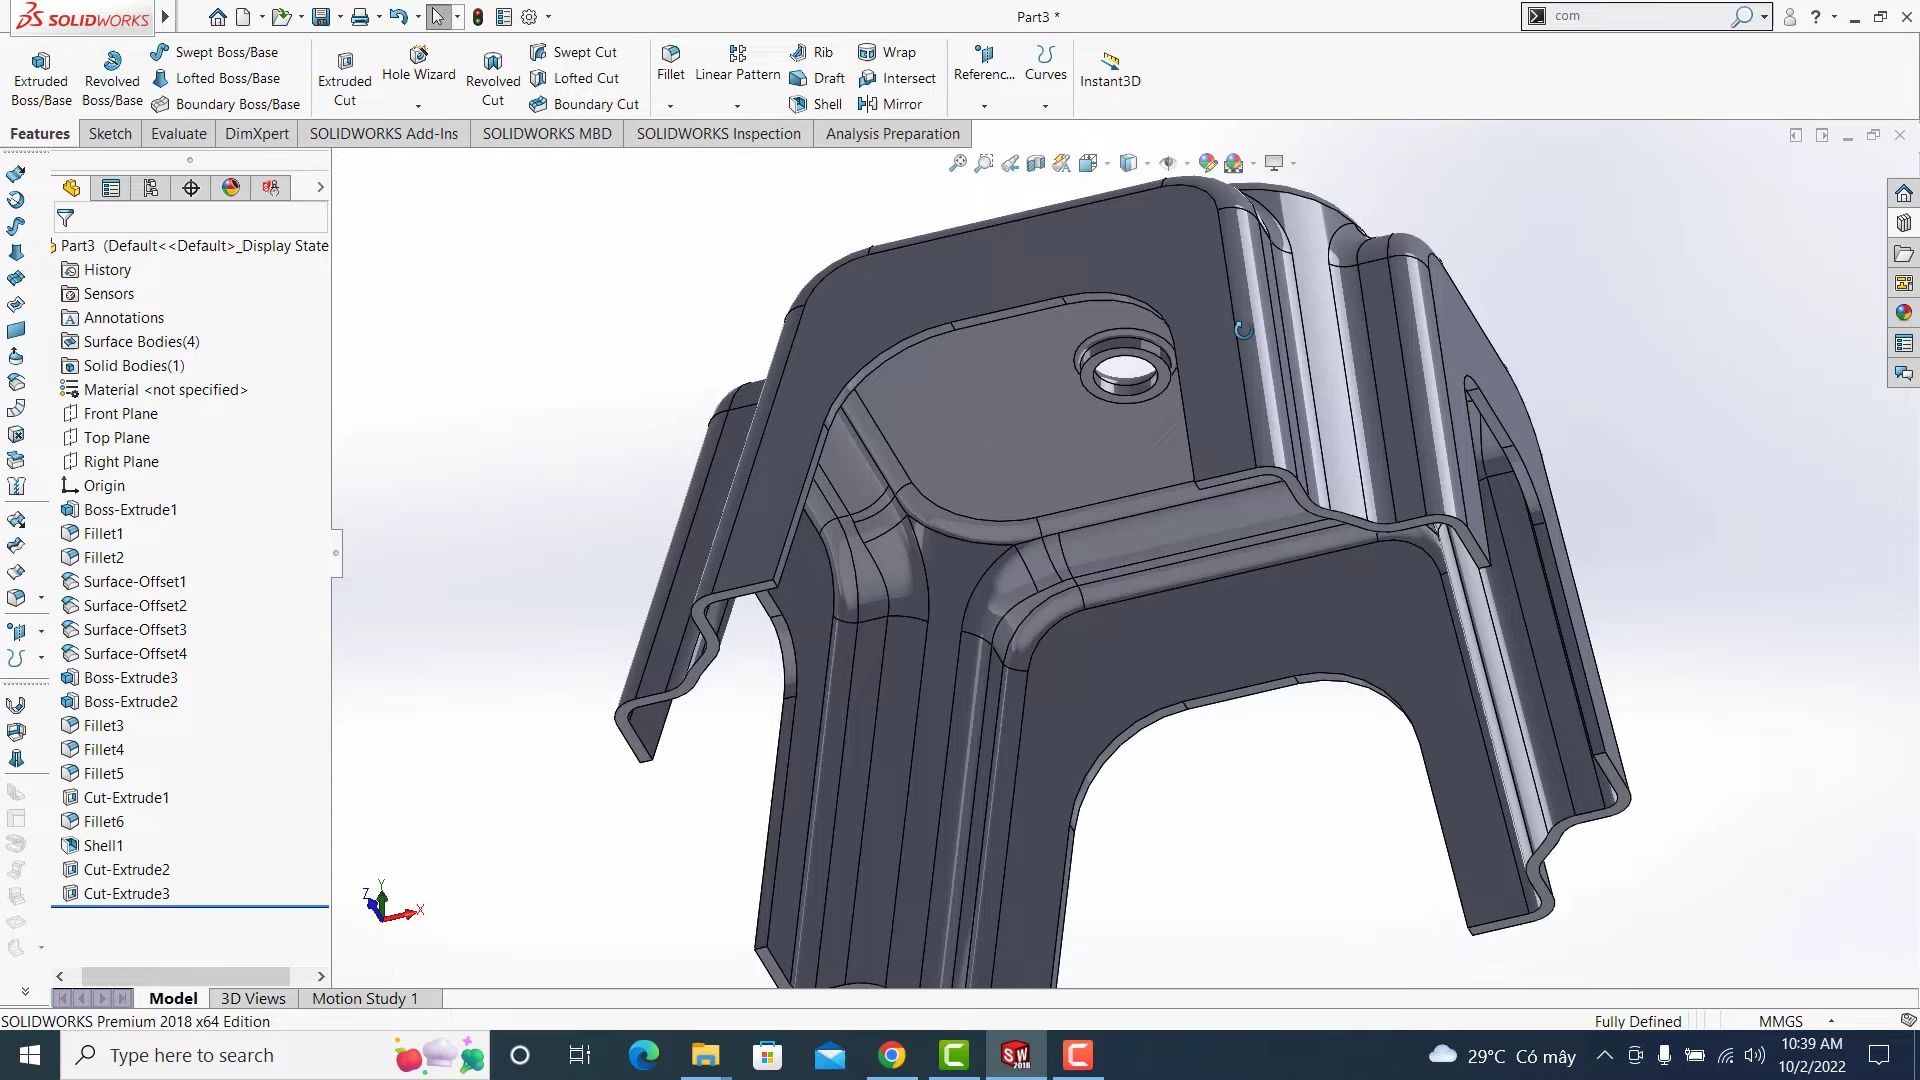 SOLIDWORKS
Part3 *
com
Extruded Boss/Base
Revolved Boss/Base
Swept Boss/Base
Lofted Boss/Base
Boundary Boss/Base
Extruded Cut
Hole Wizard
Revolved Cut
Swept Cut
Lofted Cut
Boundary Cut
Fillet
Linear Pattern
Rib
Draft
Shell
Wrap
Intersect
Mirror
Referenc...
Curves
Instant3D
Features
Sketch
Evaluate
DimXpert
SOLIDWORKS Add-Ins
SOLIDWORKS MBD
SOLIDWORKS Inspection
Analysis Preparation
Part3 (Default<<Default>_Display State
History
Sensors
Annotations
Surface Bodies(4)
Solid Bodies(1)
Material <not specified>
Front Plane
Top Plane
Right Plane
Origin
Boss-Extrude1
Fillet1
Fillet2
Surface-Offset1
Surface-Offset2
Surface-Offset3
Surface-Offset4
Boss-Extrude3
Boss-Extrude2
Fillet3
Fillet4
Fillet5
Cut-Extrude1
Fillet6
Shell1
Cut-Extrude2
Cut-Extrude3
Z
Y
X
Model
3D Views
Motion Study 1
SOLIDWORKS Premium 2018 x64 Edition
Fully Defined
MMGS
Type here to search
SW
2018
29°C Có mây
10:39 AM
10/2/2022